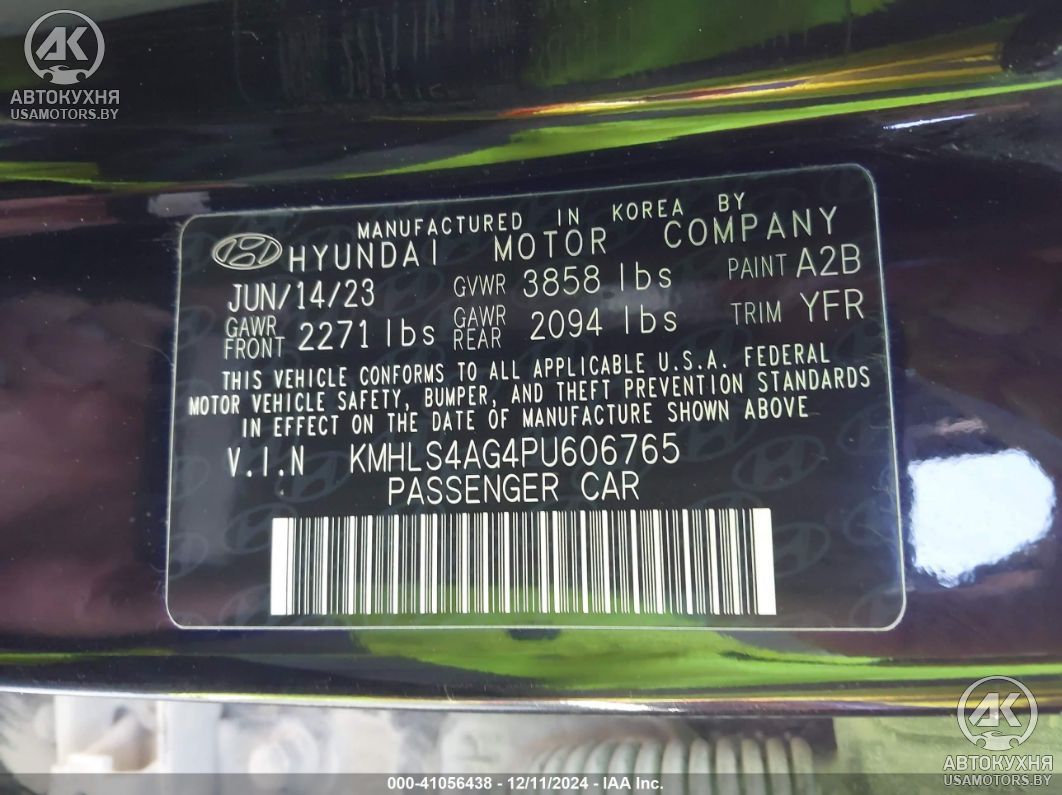 АК
АВТОКУХНЯ
USAMOTORS.BY
MANUFACTURED IN KOREA BY
HYUNDAI MOTOR COMPANY
JUN/14/23 GVWR 3858 lbs PAINT A2B
GAWR FRONT 2271 lbs GAWR REAR 2094 lbs TRIM YFR
THIS VEHICLE CONFORMS TO ALL APPLICABLE U.S.A. FEDERAL
MOTOR VEHICLE SAFETY, BUMPER, AND THEFT PREVENTION STANDARDS
IN EFFECT ON THE DATE OF MANUFACTURE SHOWN ABOVE
V.I.N KMHLS4AG4PU606765
PASSENGER CAR
АК
АВТОКУХНЯ
USAMOTORS.BY
000-41056438 - 12/11/2024 - IAA Inc.